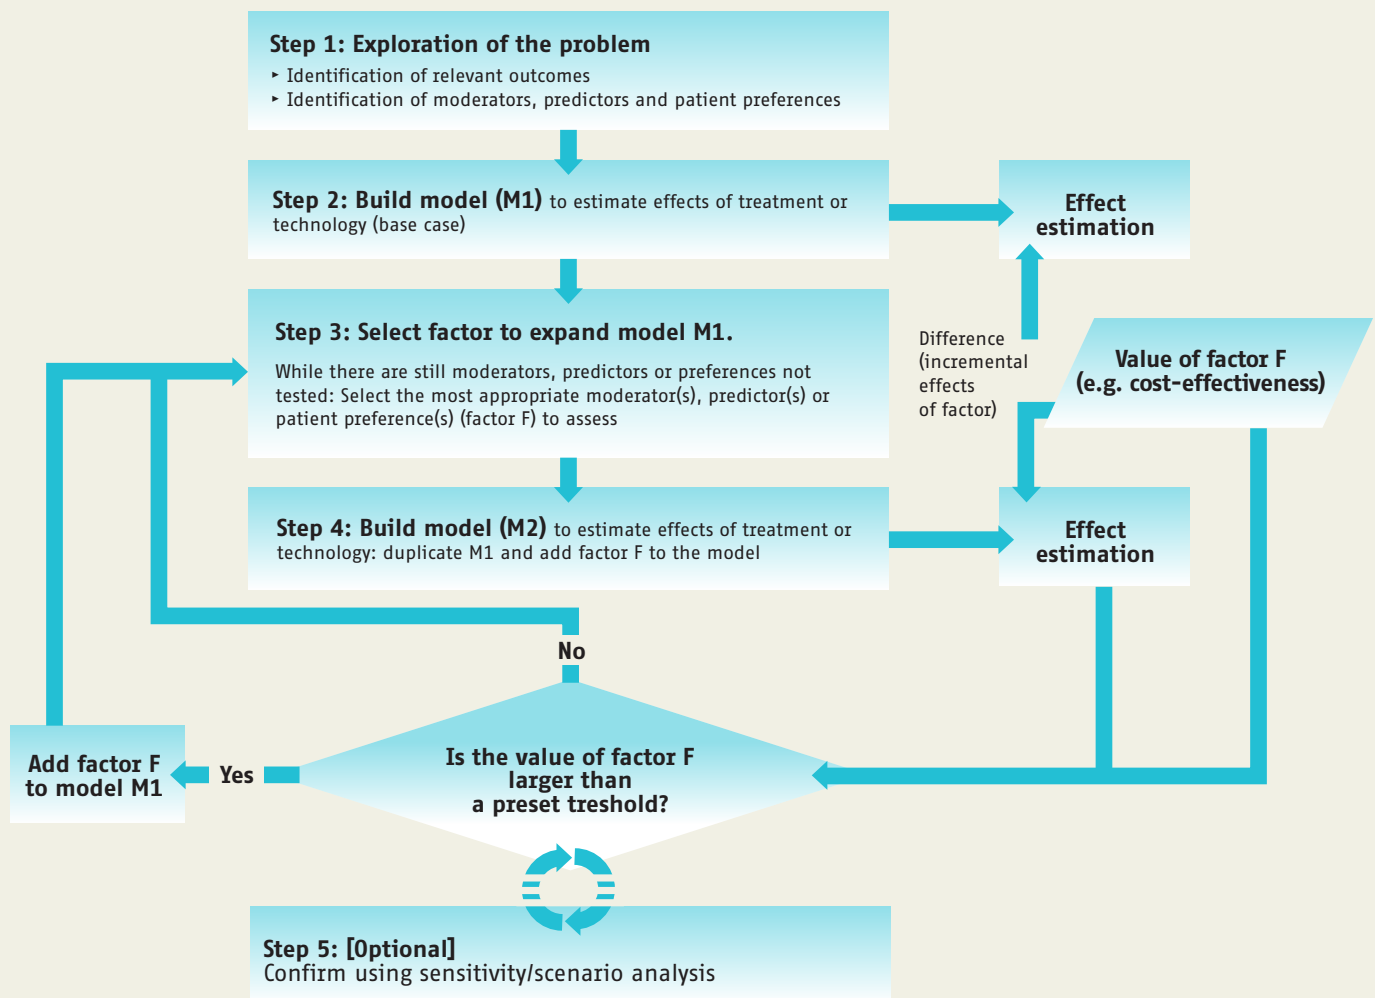 Step 1: Exploration of the problem
‣ Identification of relevant outcomes
‣ Identification of moderators, predictors and patient preferences
Step 2: Build model (M1) to estimate effects of treatment or
technology (base case)
Effect
estimation
Step 3: Select factor to expand model M1.
While there are still moderators, predictors or preferences not
tested: Select the most appropriate moderator(s), predictor(s) or
patient preference(s) (factor F) to assess
Difference
(incremental
effects
of factor)
Value of factor F
(e.g. cost-effectiveness)
Step 4: Build model (M2) to estimate effects of treatment or
technology: duplicate M1 and add factor F to the model
Effect
estimation
No
Is the value of factor F
larger than
a preset treshold?
Yes
Add factor F
to model M1
Step 5: [Optional]
Confirm using sensitivity/scenario analysis